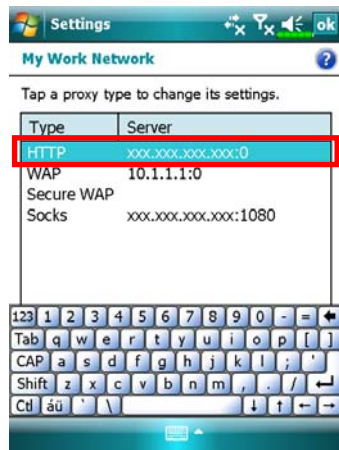 Settings ok
My Work Network ?
Tap a proxy type to change its settings.
Type Server
HTTP xxx.xxx.xxx.xxx:0
WAP 10.1.1.1:0
Secure WAP
Socks xxx.xxx.xxx.xxx:1080
123 1 2 3 4 5 6 7 8 9 0 - =
Tab q w e r t y u i o p [ ]
CAP a s d f g h j k l ; '
Shift z x c v b n m , . /
Ctl áü ` \